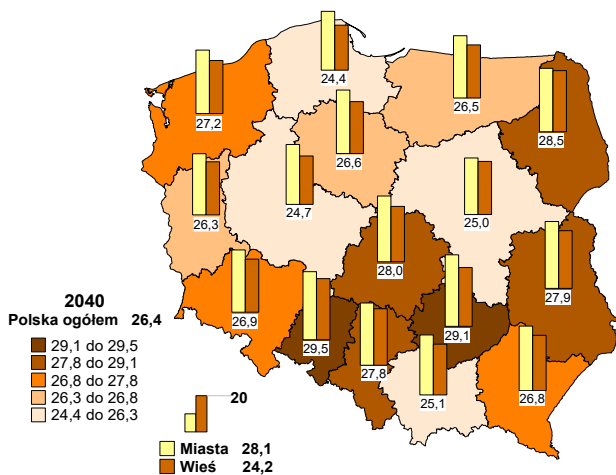 24,4
26,5
27,2
28,5
26,6
26,3
24,7
25,0
28,0
27,9
26,9
29,5
27,8
29,1
25,1
26,8
2040
Polska ogółem 26,4
29,1 do 29,5
27,8 do 29,1
26,8 do 27,8
26,3 do 26,8
24,4 do 26,3
20
Miasta 28,1
Wieś 24,2